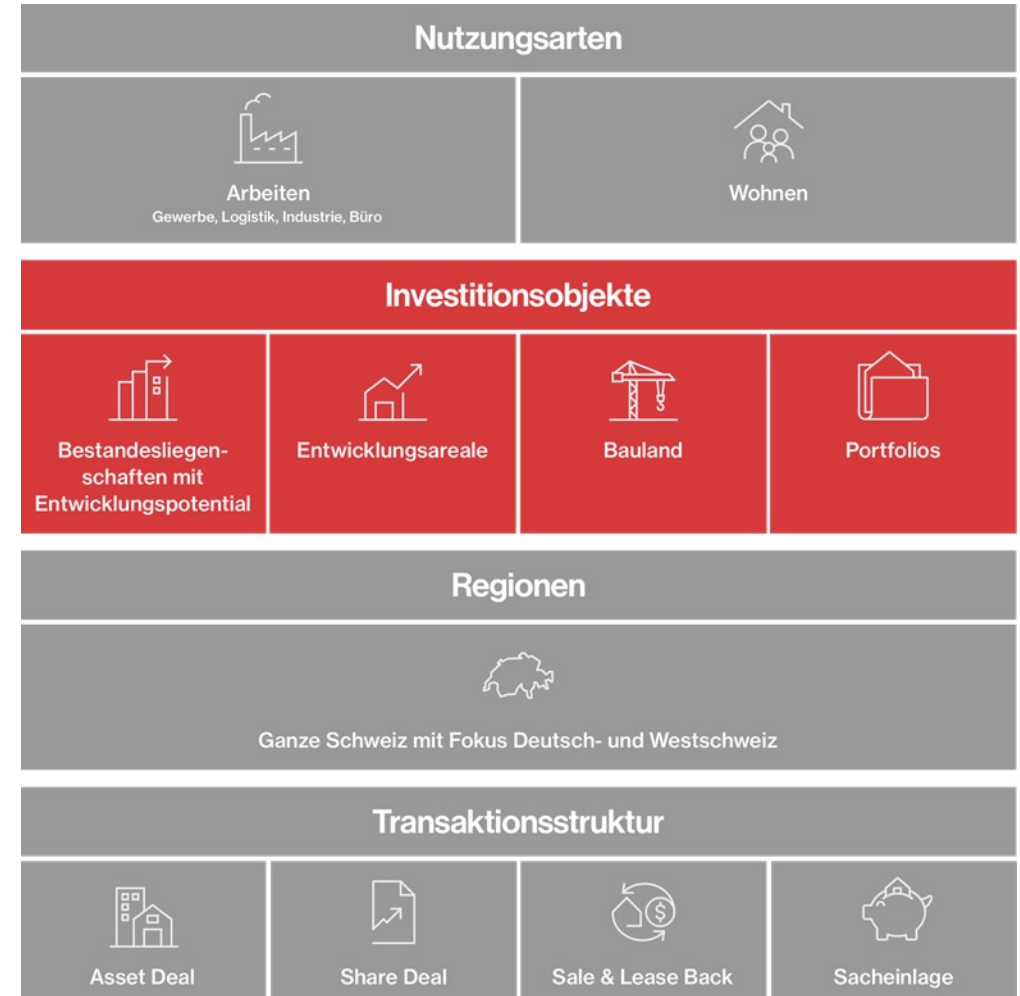 Nutzungsarten
Arbeiten
Gewerbe, Logistik, Industrie, Büro
Wohnen
Investitionsobjekte
Bestandesliegen-
schaften mit
Entwicklungspotential
Entwicklungsareale
Bauland
Portfolios
Regionen
Ganze Schweiz mit Fokus Deutsch- und Westschweiz
Transaktionsstruktur
Asset Deal
Share Deal
Sale & Lease Back
Sacheinlage